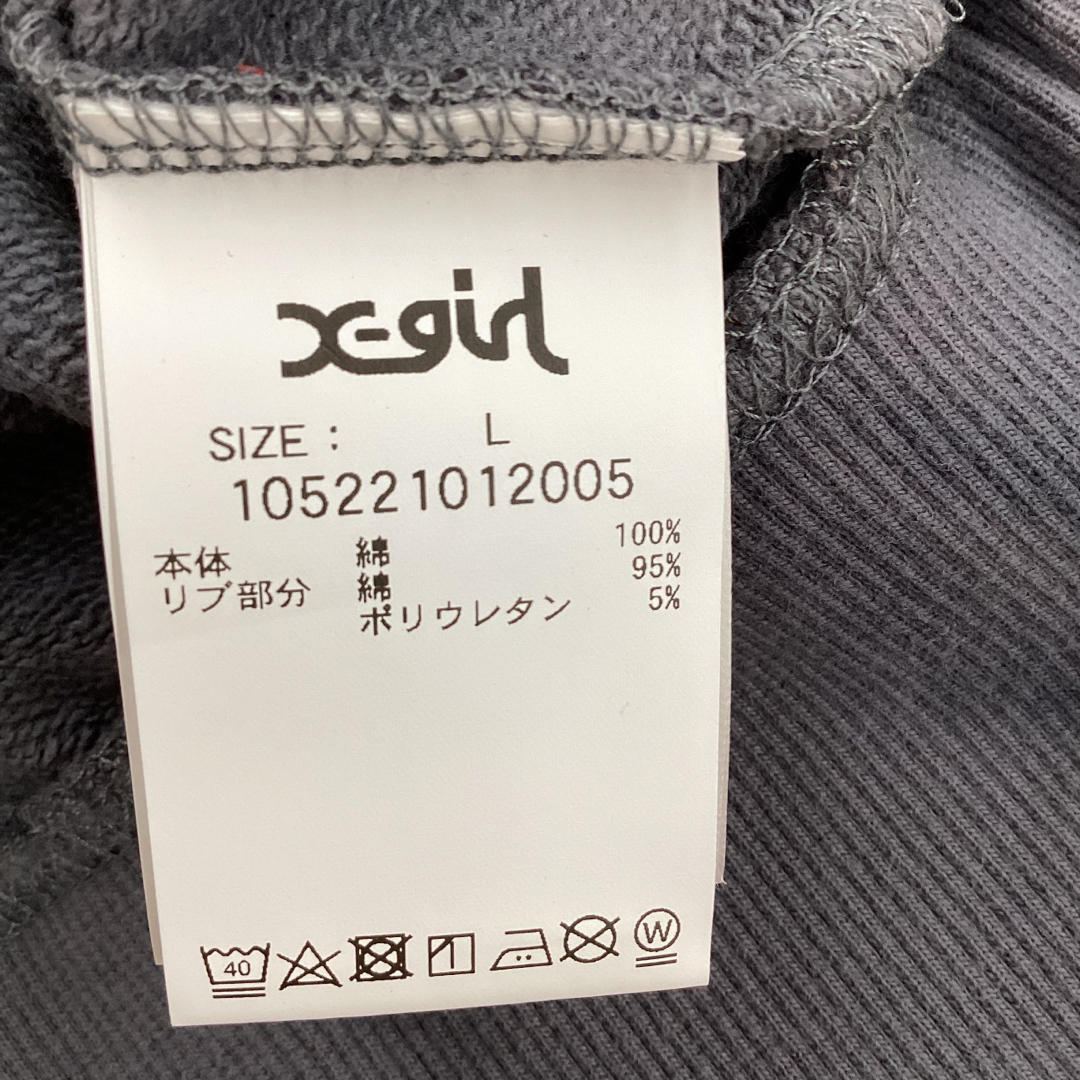 X-girl
SIZE : L
105221012005
本体 綿 100%
リブ部分 綿 95%
ポリウレタン 5%
40 W